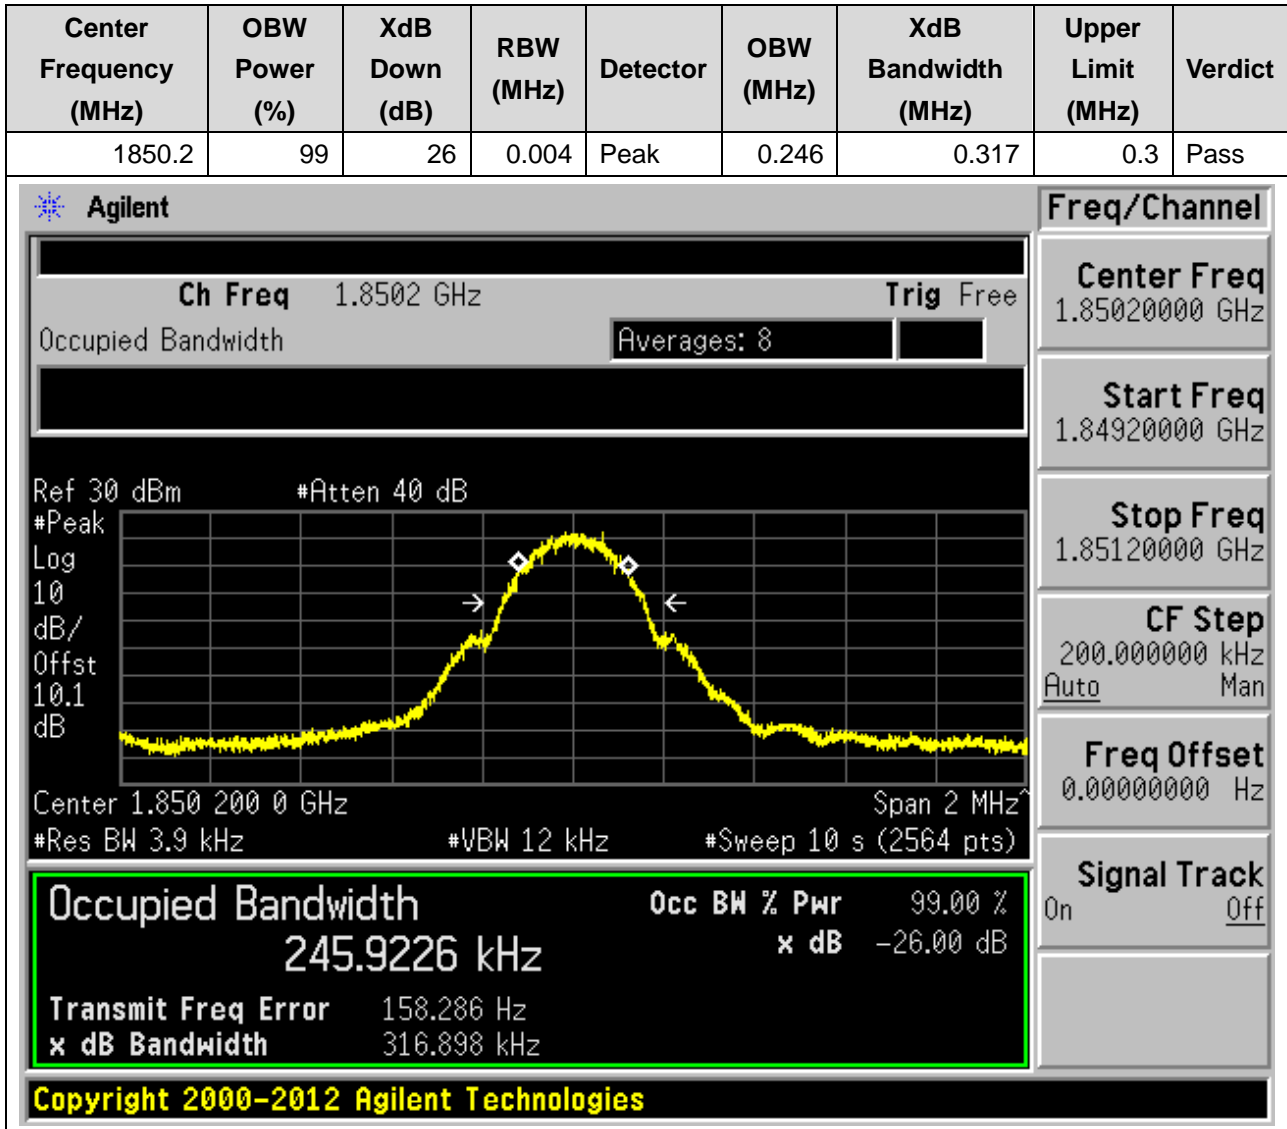 Center Frequency (MHz) OBW Power (%) XdB Down (dB) RBW (MHz) Detector OBW (MHz) XdB Bandwidth (MHz) Upper Limit (MHz) Verdict
1850.2 99 26 0.004 Peak 0.246 0.317 0.3 Pass
Agilent
Ch Freq 1.8502 GHz Trig Free
Occupied Bandwidth Averages: 8
Ref 30 dBm #Atten 40 dB
#Peak
Log
10
dB/
Offst
10.1
dB
Center 1.850 200 0 GHz Span 2 MHz^
#Res BW 3.9 kHz #VBW 12 kHz #Sweep 10 s (2564 pts)
Occupied Bandwidth Occ BW % Pwr 99.00 %
245.9226 kHz x dB -26.00 dB
Transmit Freq Error 158.286 Hz
x dB Bandwidth 316.898 kHz
Copyright 2000-2012 Agilent Technologies
Freq/Channel
Center Freq
1.85020000 GHz
Start Freq
1.84920000 GHz
Stop Freq
1.85120000 GHz
CF Step
200.000000 kHz
Auto Man
Freq Offset
0.00000000 Hz
Signal Track
On Off